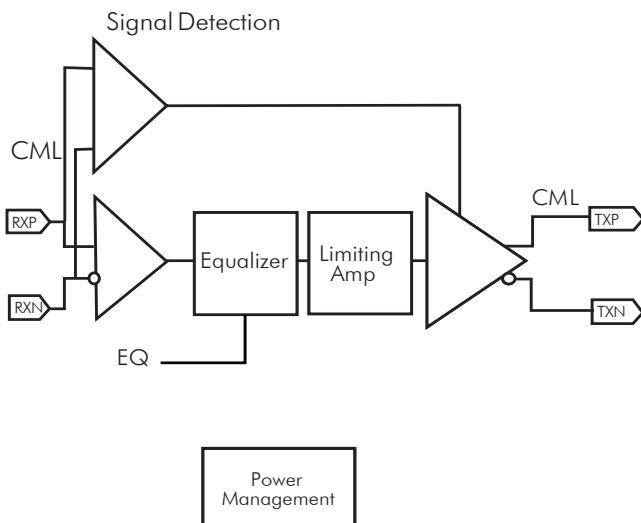 Signal Detection
CML
RXP
RXN
Equalizer
Limiting
Amp
CML
TXP
TXN
EQ
Power
Management